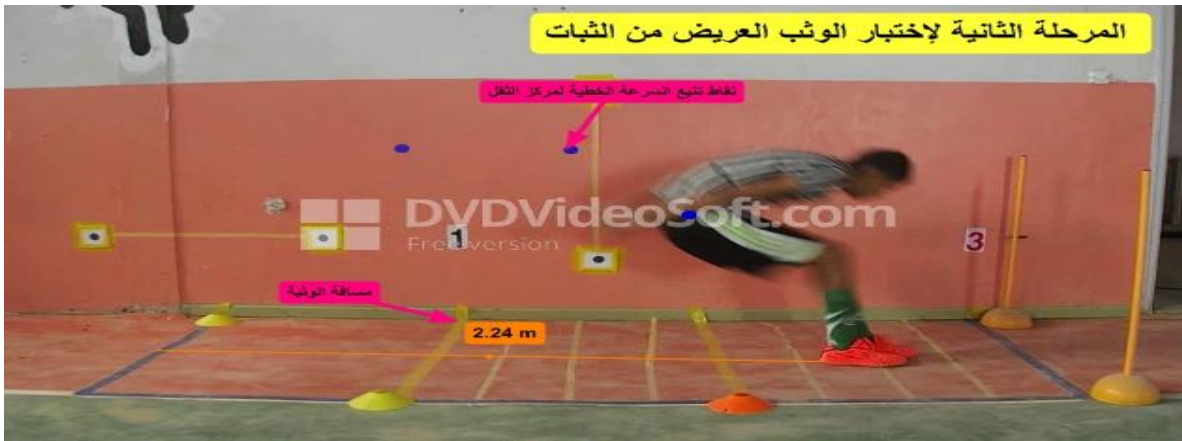 المرحلة الثانية لإختبار الوثب العريض من الثبات
نقاط تتبع السرعة الخطية لمركز الثقل
DVDVideoSoft.com
Free version
1
3
مسافة الوثبة
2.24 m